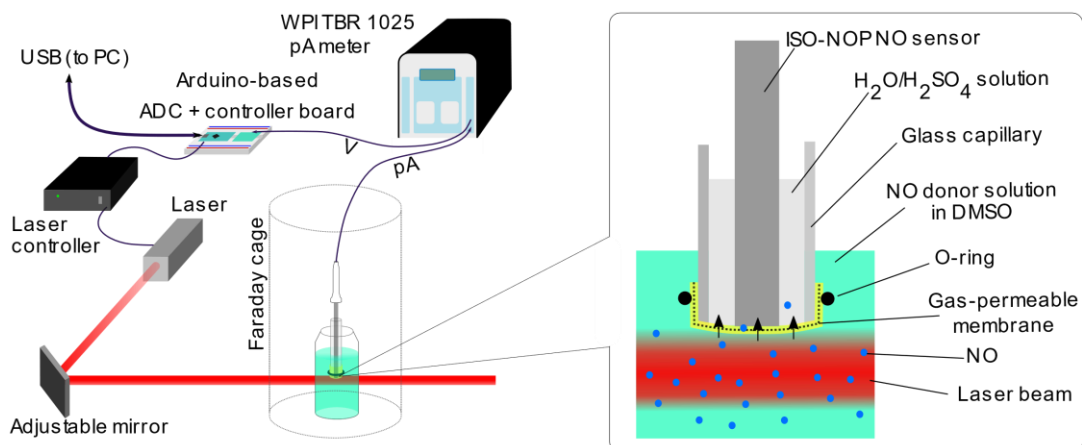 WPI TBR 1025
pA meter
USB (to PC)
Arduino-based
ADC + controller board
V
pA
Laser
controller
Laser
Faraday cage
Adjustable mirror
ISO-NOP NO sensor
H₂O/H₂SO₄ solution
Glass capillary
NO donor solution
in DMSO
O-ring
Gas-permeable
membrane
NO
Laser beam